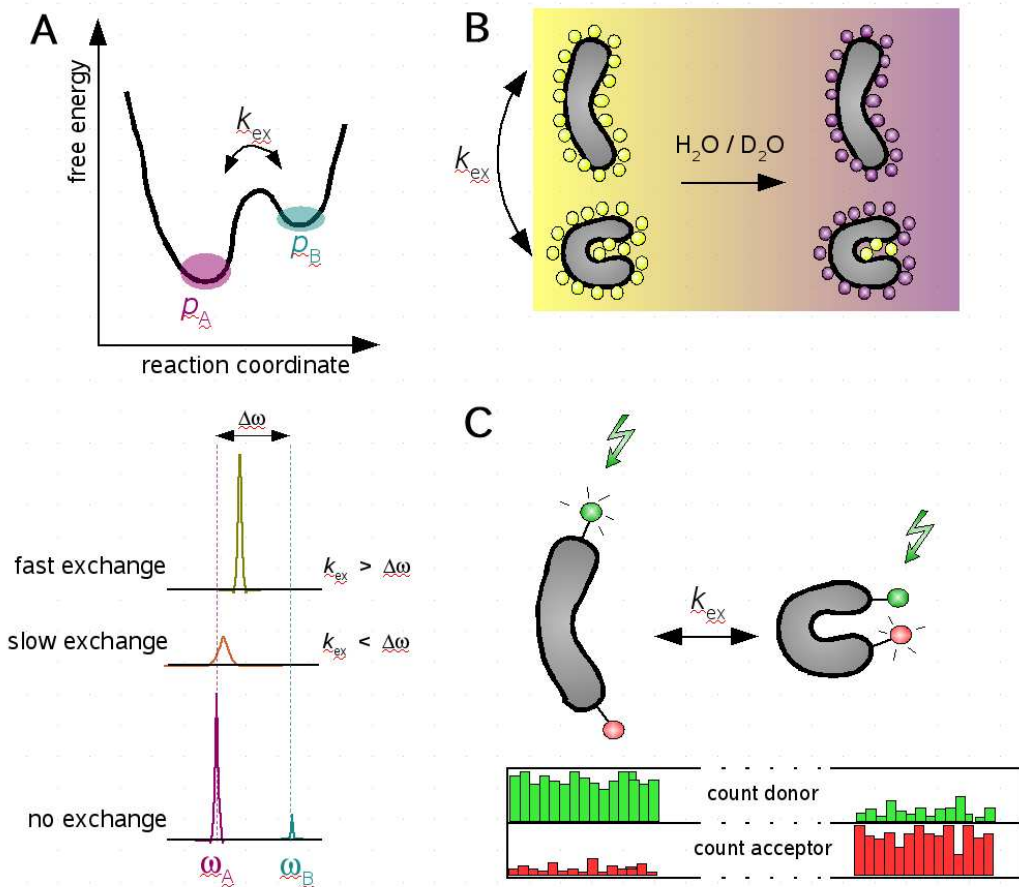 A
free energy
k_ex
p_B
p_A
reaction coordinate
Δω
fast exchange k_ex > Δω
slow exchange k_ex < Δω
no exchange
ω_A ω_B
B
k_ex
H₂O / D₂O
C
k_ex
count donor
count acceptor